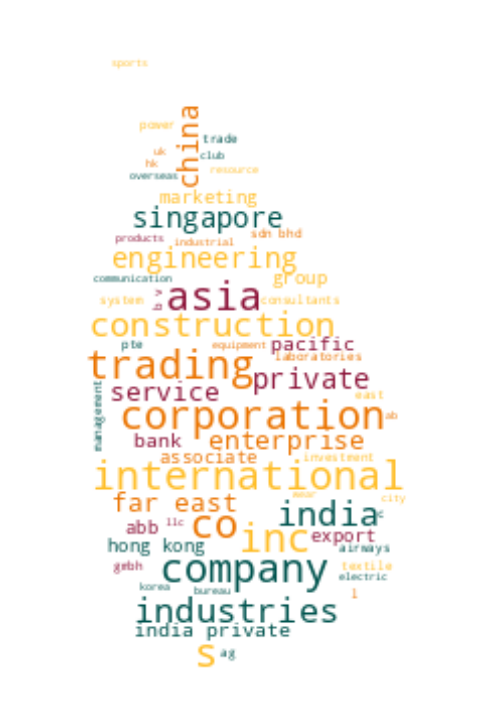 sports
power
china
trade
uk
club
hk
resource
overseas
marketing
singapore
sdn bhd
products
industrial
engineering
communication
group
b v
asia
system
consultants
construction
pte
equipment
pacific
trading
laboratories
private
management
service
east
corporation
ab
bank
enterprise
associate
investment
international
near
city
far east
india
co
abb
llc
inc
export
hong kong
airways
company
gmbh
textile
electric
korea
bureau
l
industries
india private
s
ag